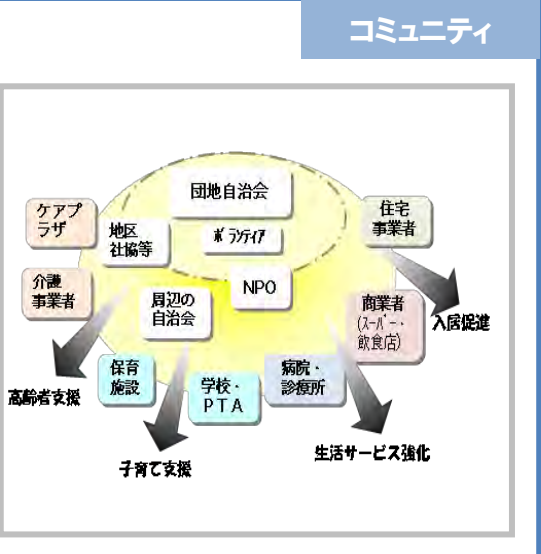 コミュニティ
団地自治会
ケアプ
ラザ
地区
社協等
ボランティア
住宅
事業者
介護
事業者
周辺の
自治会
NPO
商業者
(スーパー・
飲食店)
入居促進
保育
施設
学校・
PTA
病院・
診療所
高齢者支援
子育て支援
生活サービス強化